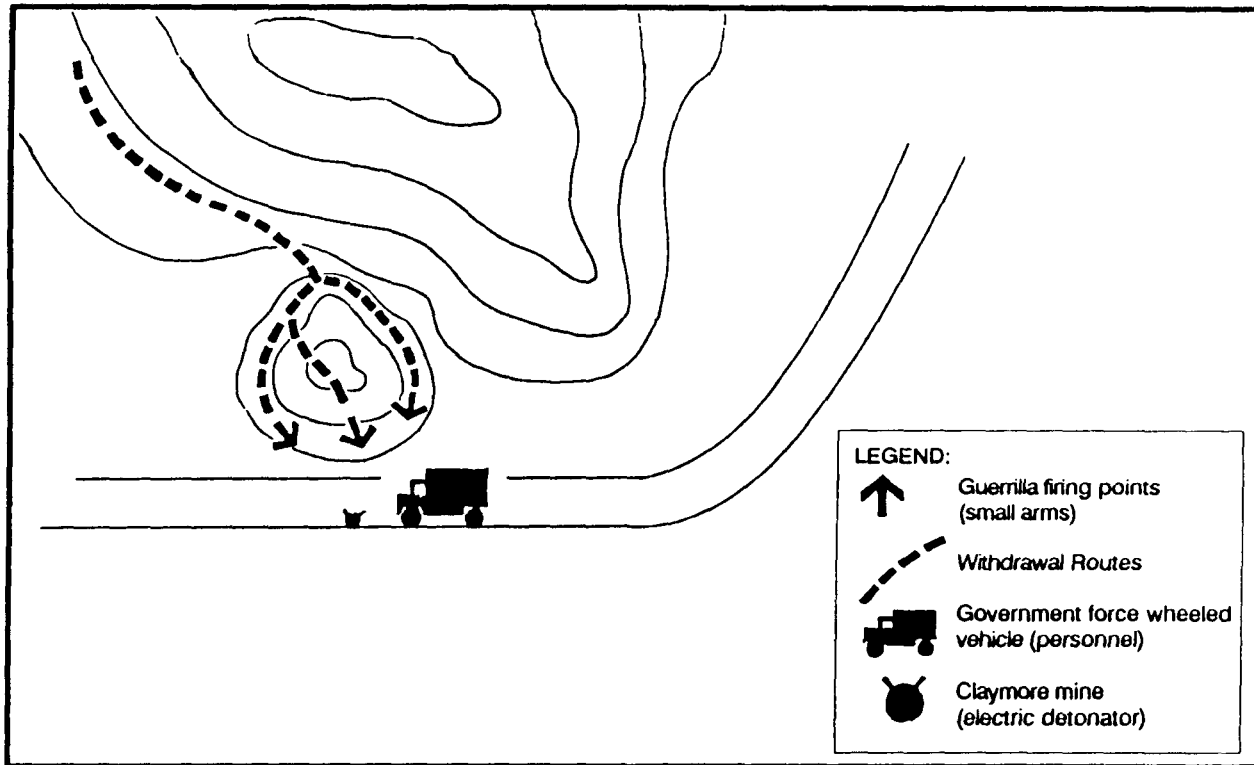 LEGEND:
Guerrilla firing points
(small arms)
Withdrawal Routes
Government force wheeled
vehicle (personnel)
Claymore mine
(electric detonator)